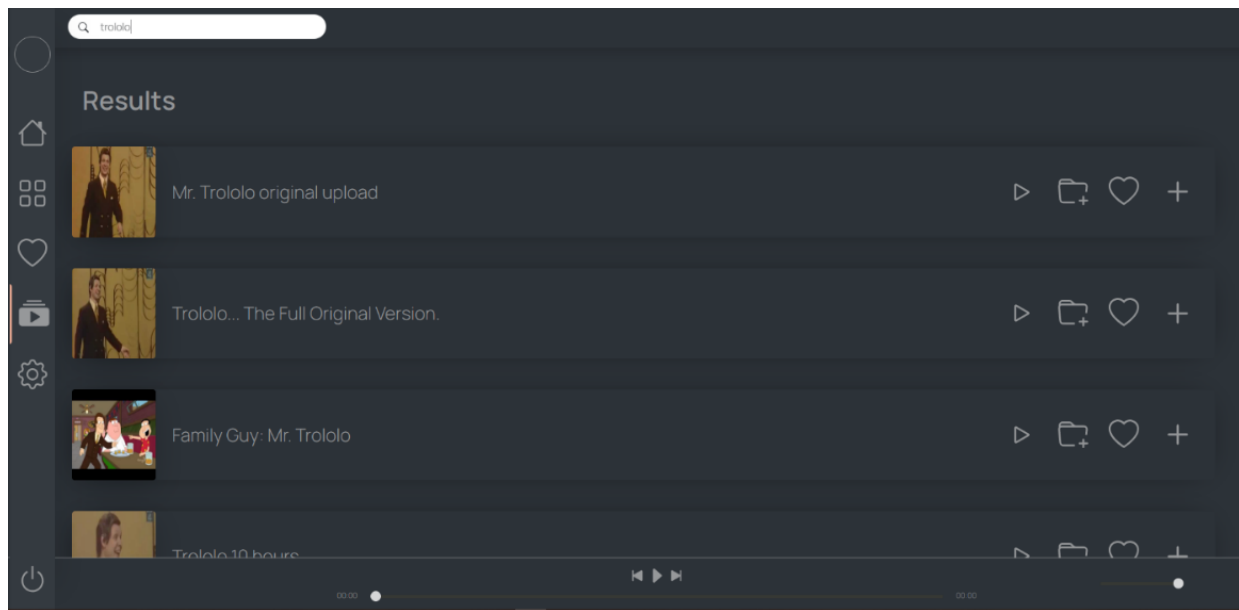 trololo
Results
Mr. Trololo original upload
Trololo... The Full Original Version.
Family Guy: Mr. Trololo
Trololo 10 hours
00:00
00:00